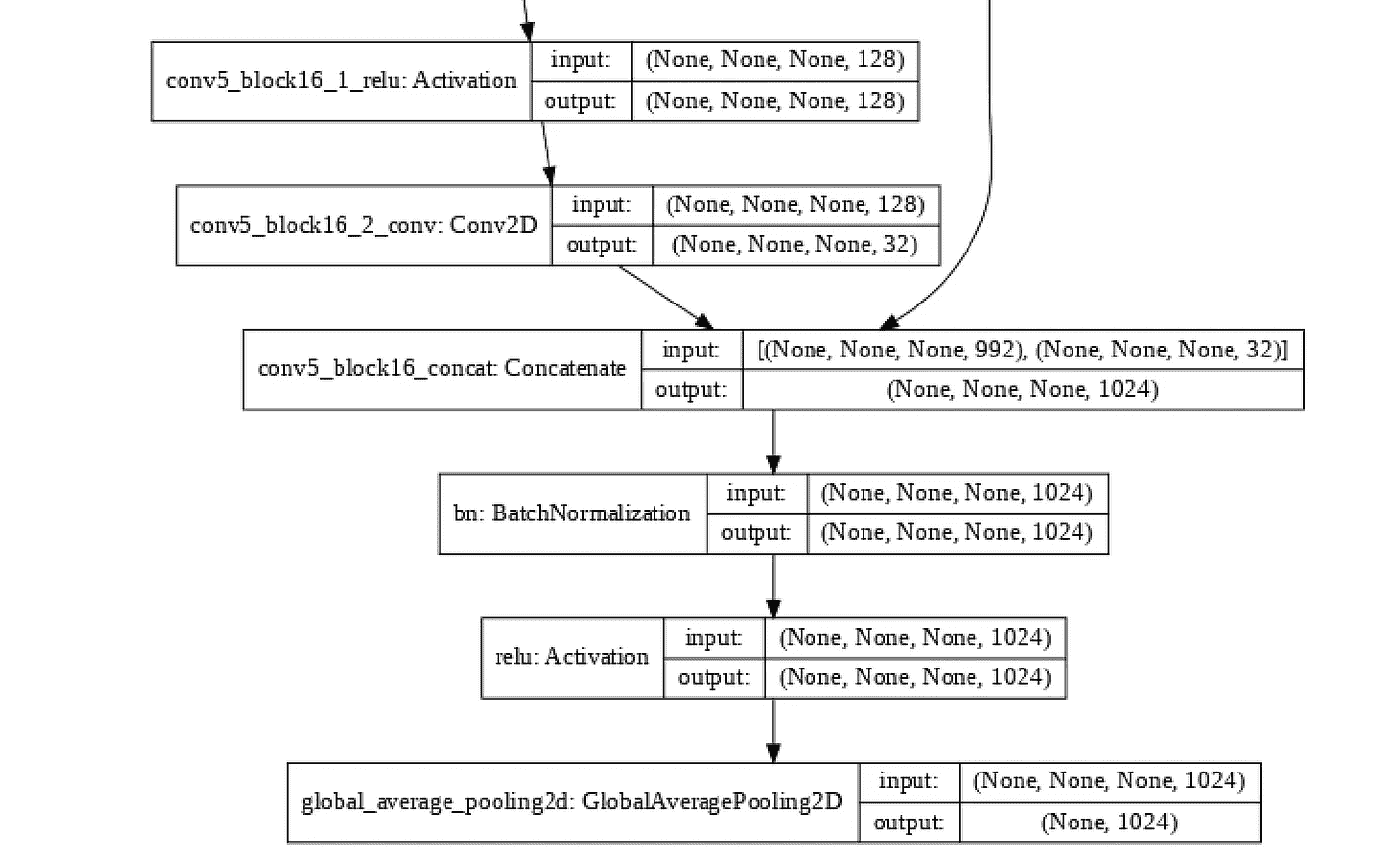 conv5_block16_1_relu: Activation
input:
(None, None, None, 128)
output:
(None, None, None, 128)
conv5_block16_2_conv: Conv2D
input:
(None, None, None, 128)
output:
(None, None, None, 32)
conv5_block16_concat: Concatenate
input:
[(None, None, None, 992), (None, None, None, 32)]
output:
(None, None, None, 1024)
bn: BatchNormalization
input:
(None, None, None, 1024)
output:
(None, None, None, 1024)
relu: Activation
input:
(None, None, None, 1024)
output:
(None, None, None, 1024)
global_average_pooling2d: GlobalAveragePooling2D
input:
(None, None, None, 1024)
output:
(None, 1024)